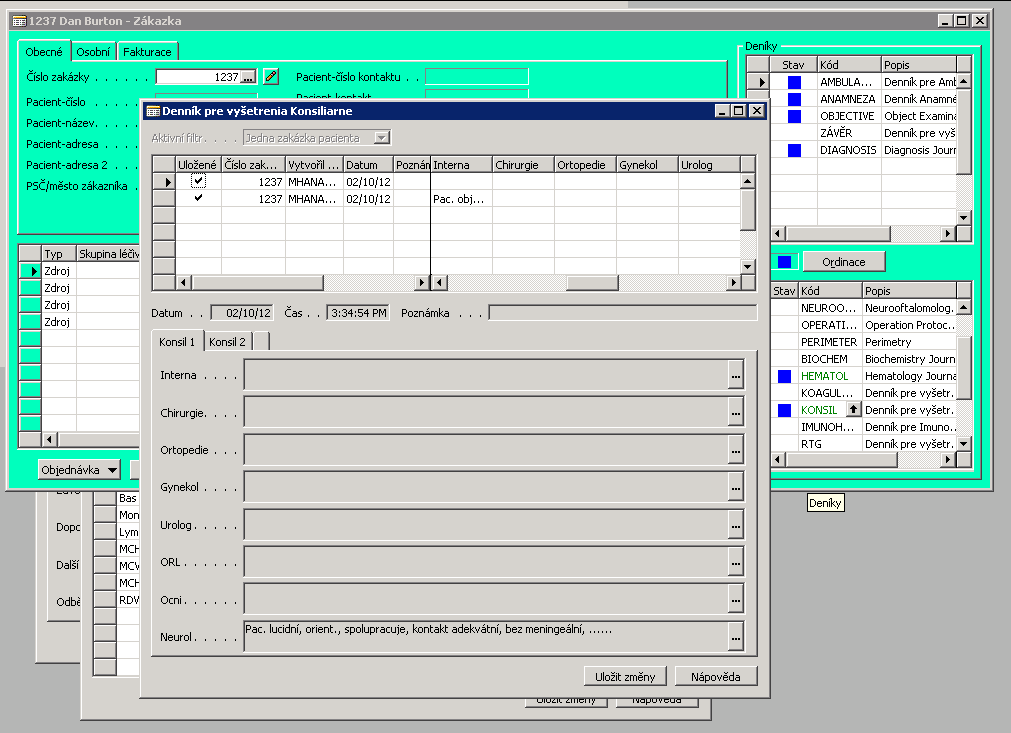 1237 Dan Burton - Zákazka
Obecné Osobní Fakturace
Číslo zakázky . . . . . . 1237 ...
Pacient-číslo kontaktu . .
Pacient-číslo . . . .
Pacient-název. . . .
Pacient-adresa . . .
Pacient-adresa 2 . .
PSČ/město zákazníka .
Deníky
Stav Kód Popis
AMBULA... Denník pre Amb
ANAMNEZA Denník Anamné
OBJECTIVE Object Examina
ZÁVĚR Denník pre vyš
DIAGNOSIS Diagnosis Jourr
Ordinace
Stav Kód Popis
NEUROO... Neurooftalomolog.
OPERATI... Operation Protoc..
PERIMETER Perimetry
BIOCHEM Biochemistry Journ
HEMATOL Hematology Journa
KOAGUL... Denník pre vyšetr.
KONSIL Denník pre vyšetr.
IMUNOH... Denník pre Imuno..
RTG Denník pre vyšetr.
Deníky
Typ Skupina léčiv
Zdroj
Zdroj
Zdroj
Zdroj
Objednávka
Denník pre vyšetrenia Konsiliarne
Aktivní filtr . . . . Jedna zakázka pacienta
Uložené Číslo zak... Vytvořil ... Datum Poznán Interna Chirurgie Ortopedie Gynekol Urolog
1237 MHANA... 02/10/12
1237 MHANA... 02/10/12 Pac. obj...
Datum . . 02/10/12 Čas . . 3:34:54 PM Poznámka . . .
Konsil 1 Konsil 2
Interna . . . . ...
Chirurgie. . . . ...
Ortopedie . . . ...
Gynekol . . . . ...
Urolog . . . . . ...
ORL . . . . . . ...
Ocni . . . . . . ...
Neurol . . . . . Pac. lucidní, orient., spolupracuje, kontakt adekvátní, bez meningeální, ...... ...
Uložit změny Nápověda
Dopo
Další
Odbě
Bas
Mon
Lym
MCH
MCV
MCH
RDW
Uložit změny Nápověda